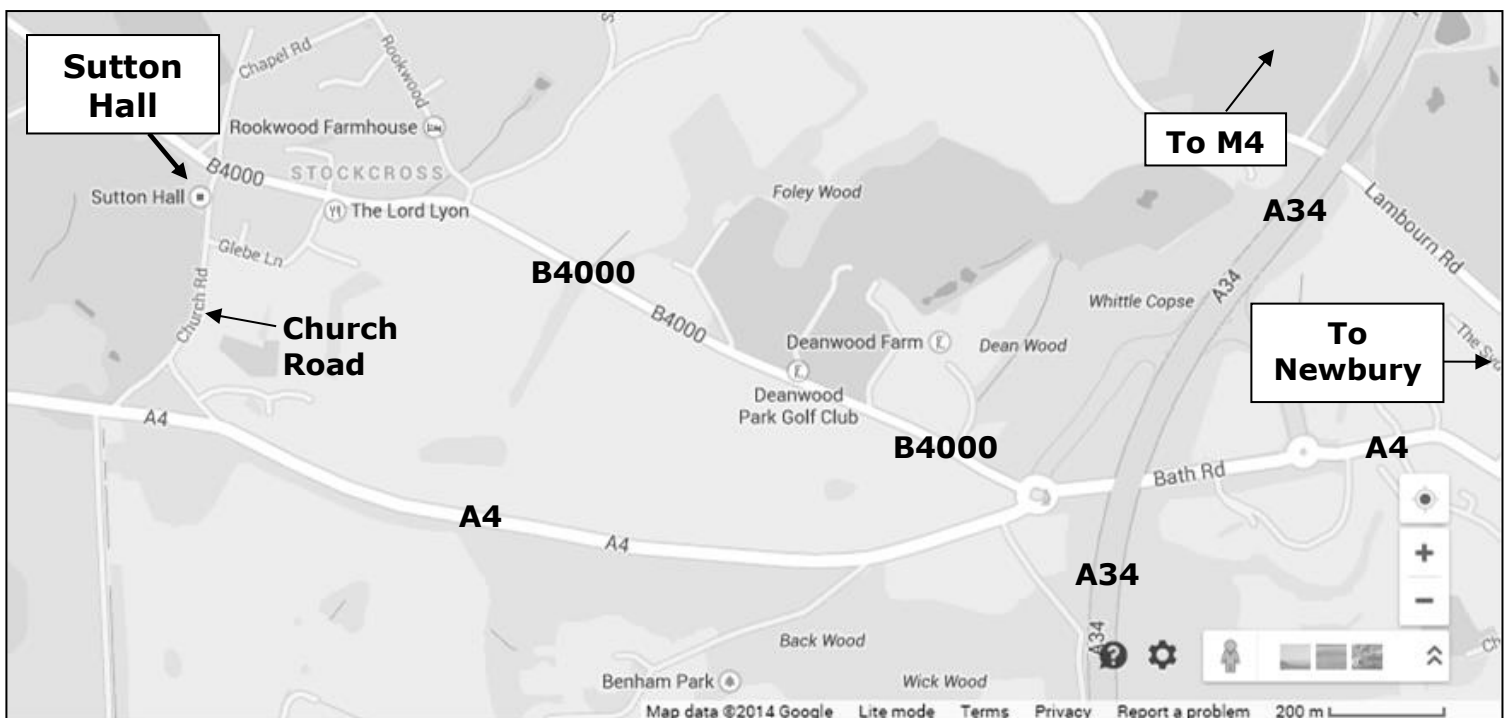 Sutton
Hall
Chapel Rd
Rookwood
Rookwood Farmhouse
B4000
STOCKCROSS
Sutton Hall
The Lord Lyon
Glebe Ln
Church Rd
Church
Road
Foley Wood
To M4
A34
Lambourn Rd
B4000
B4000
Whittle Copse
A34
To
Newbury
Deanwood Farm
Dean Wood
Deanwood
Park Golf Club
B4000
A4
A4
A4
Bath Rd
A4
A34
A34
Back Wood
Benham Park
Wick Wood
Map data ©2014 Google Lite mode Terms Privacy Report a problem 200 m